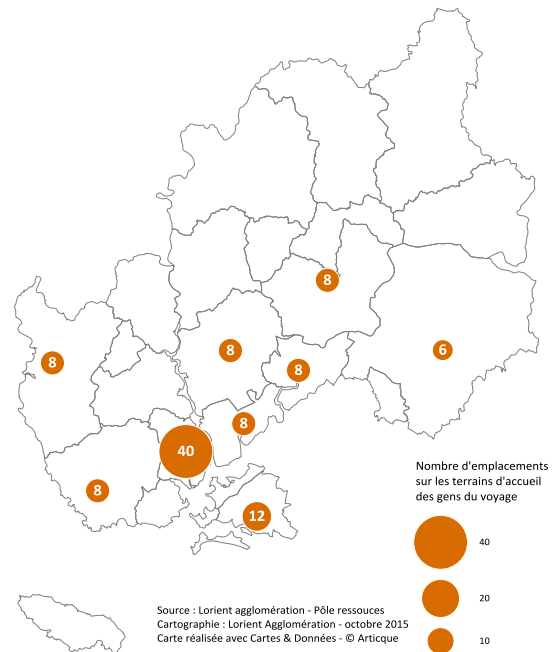 8
6
8
8
8
8
40
8
12
Nombre d'emplacements
sur les terrains d'accueil
des gens du voyage
40
20
10
Source : Lorient agglomération - Pôle ressouces
Cartographie : Lorient Agglomération - octobre 2015
Carte réalisée avec Cartes & Données - © Articque